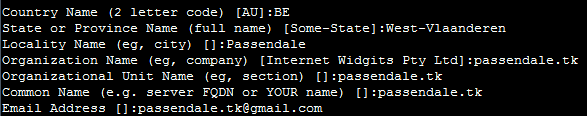 Country Name (2 letter code) [AU]:BE
State or Province Name (full name) [Some-State]:West-Vlaanderen
Locality Name (eg, city) []:Passendale
Organization Name (eg, company) [Internet Widgits Pty Ltd]:passendale.tk
Organizational Unit Name (eg, section) []:passendale.tk
Common Name (e.g. server FQDN or YOUR name) []:passendale.tk
Email Address []:passendale.tk@gmail.com